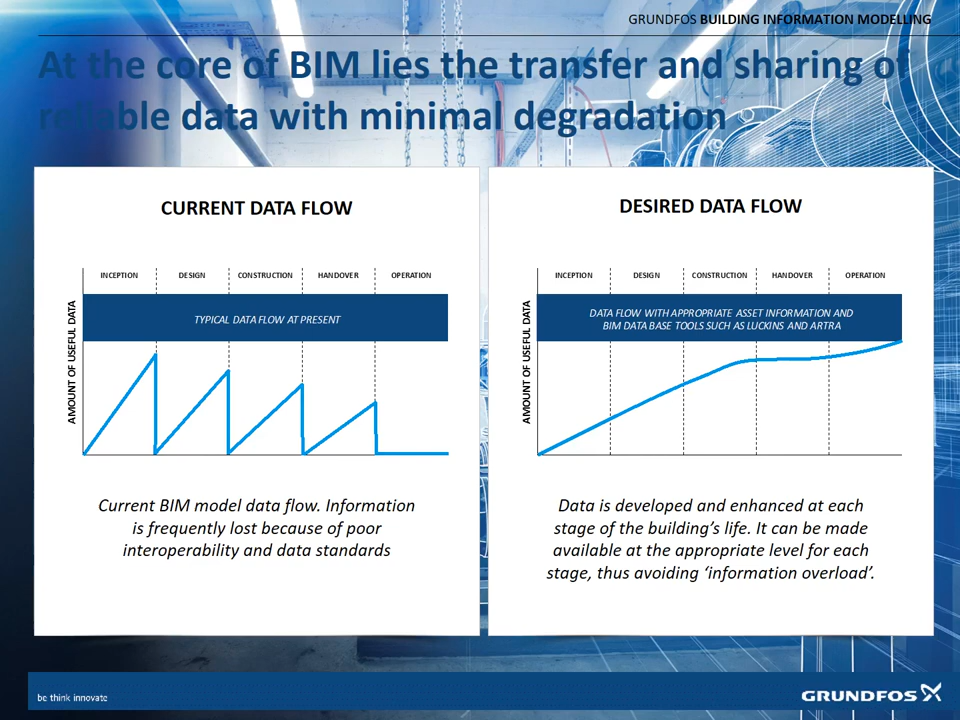 GRUNDFOS BUILDING INFORMATION MODELLING
At the core of BIM lies the transfer and sharing of
reliable data with minimal degradation
CURRENT DATA FLOW
INCEPTION DESIGN CONSTRUCTION HANDOVER OPERATION
TYPICAL DATA FLOW AT PRESENT
AMOUNT OF USEFUL DATA
Current BIM model data flow. Information
is frequently lost because of poor
interoperability and data standards
DESIRED DATA FLOW
INCEPTION DESIGN CONSTRUCTION HANDOVER OPERATION
DATA FLOW WITH APPROPRIATE ASSET INFORMATION AND
BIM DATA BASE TOOLS SUCH AS LUCKINS AND ARTRA
AMOUNT OF USEFUL DATA
Data is developed and enhanced at each
stage of the building’s life. It can be made
available at the appropriate level for each
stage, thus avoiding ‘information overload’.
be think innovate
GRUNDFOS